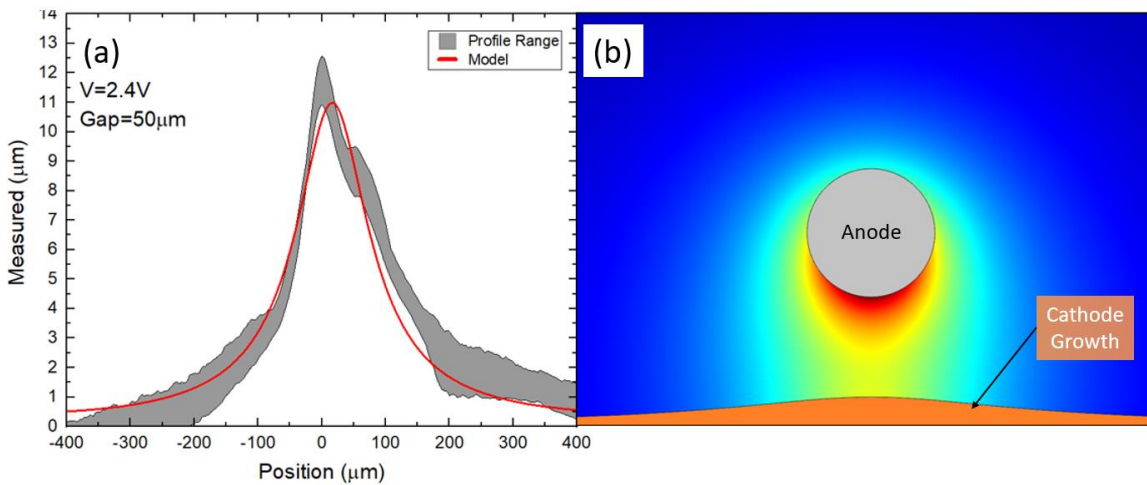 (a)
V=2.4V
Gap=50μm
Profile Range
Model
Measured (μm)
14
13
12
11
10
9
8
7
6
5
4
3
2
1
0
-400 -300 -200 -100 0 100 200 300 400
Position (μm)
(b)
Anode
Cathode
Growth